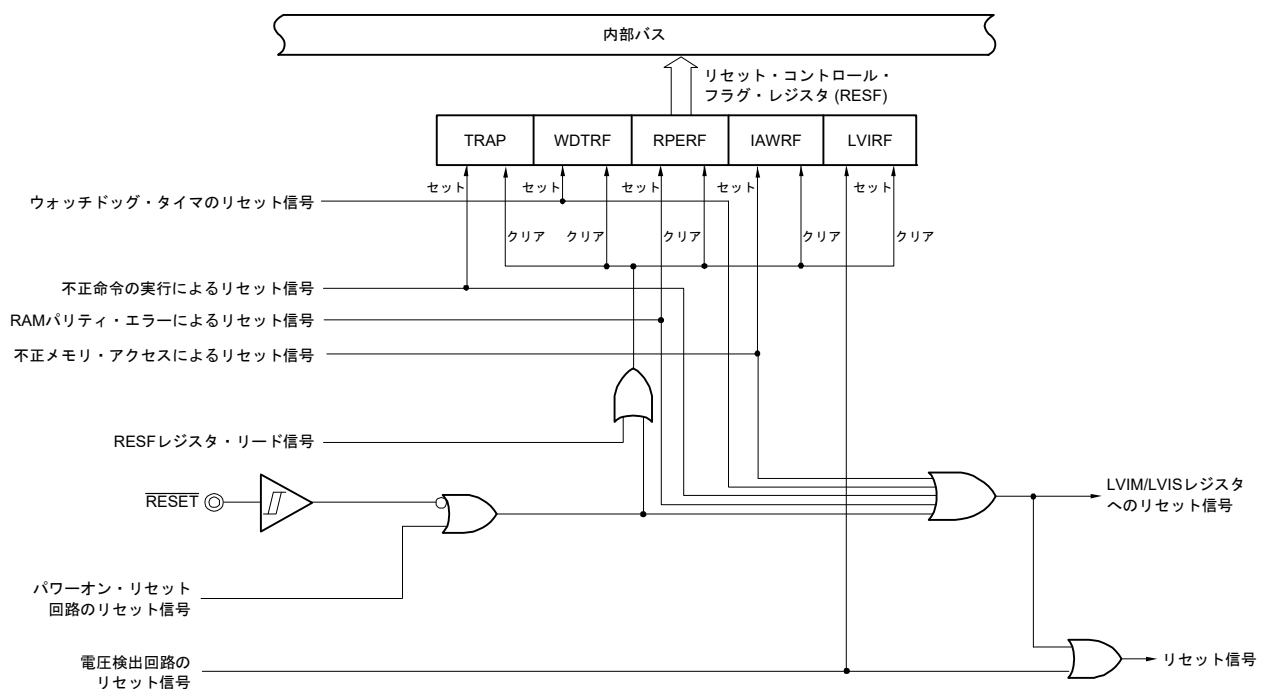 内部バス
リセット・コントロール・
フラグ・レジスタ (RESF)
TRAP
WDTRF
RPERF
IAWRF
LVIRF
セット
セット
セット
セット
セット
ウォッチドッグ・タイマのリセット信号
クリア
クリア
クリア
クリア
クリア
不正命令の実行によるリセット信号
RAMパリティ・エラーによるリセット信号
不正メモリ・アクセスによるリセット信号
RESFレジスタ・リード信号
RESET
LVIM/LVISレジスタ
へのリセット信号
パワーオン・リセット
回路のリセット信号
電圧検出回路の
リセット信号
リセット信号